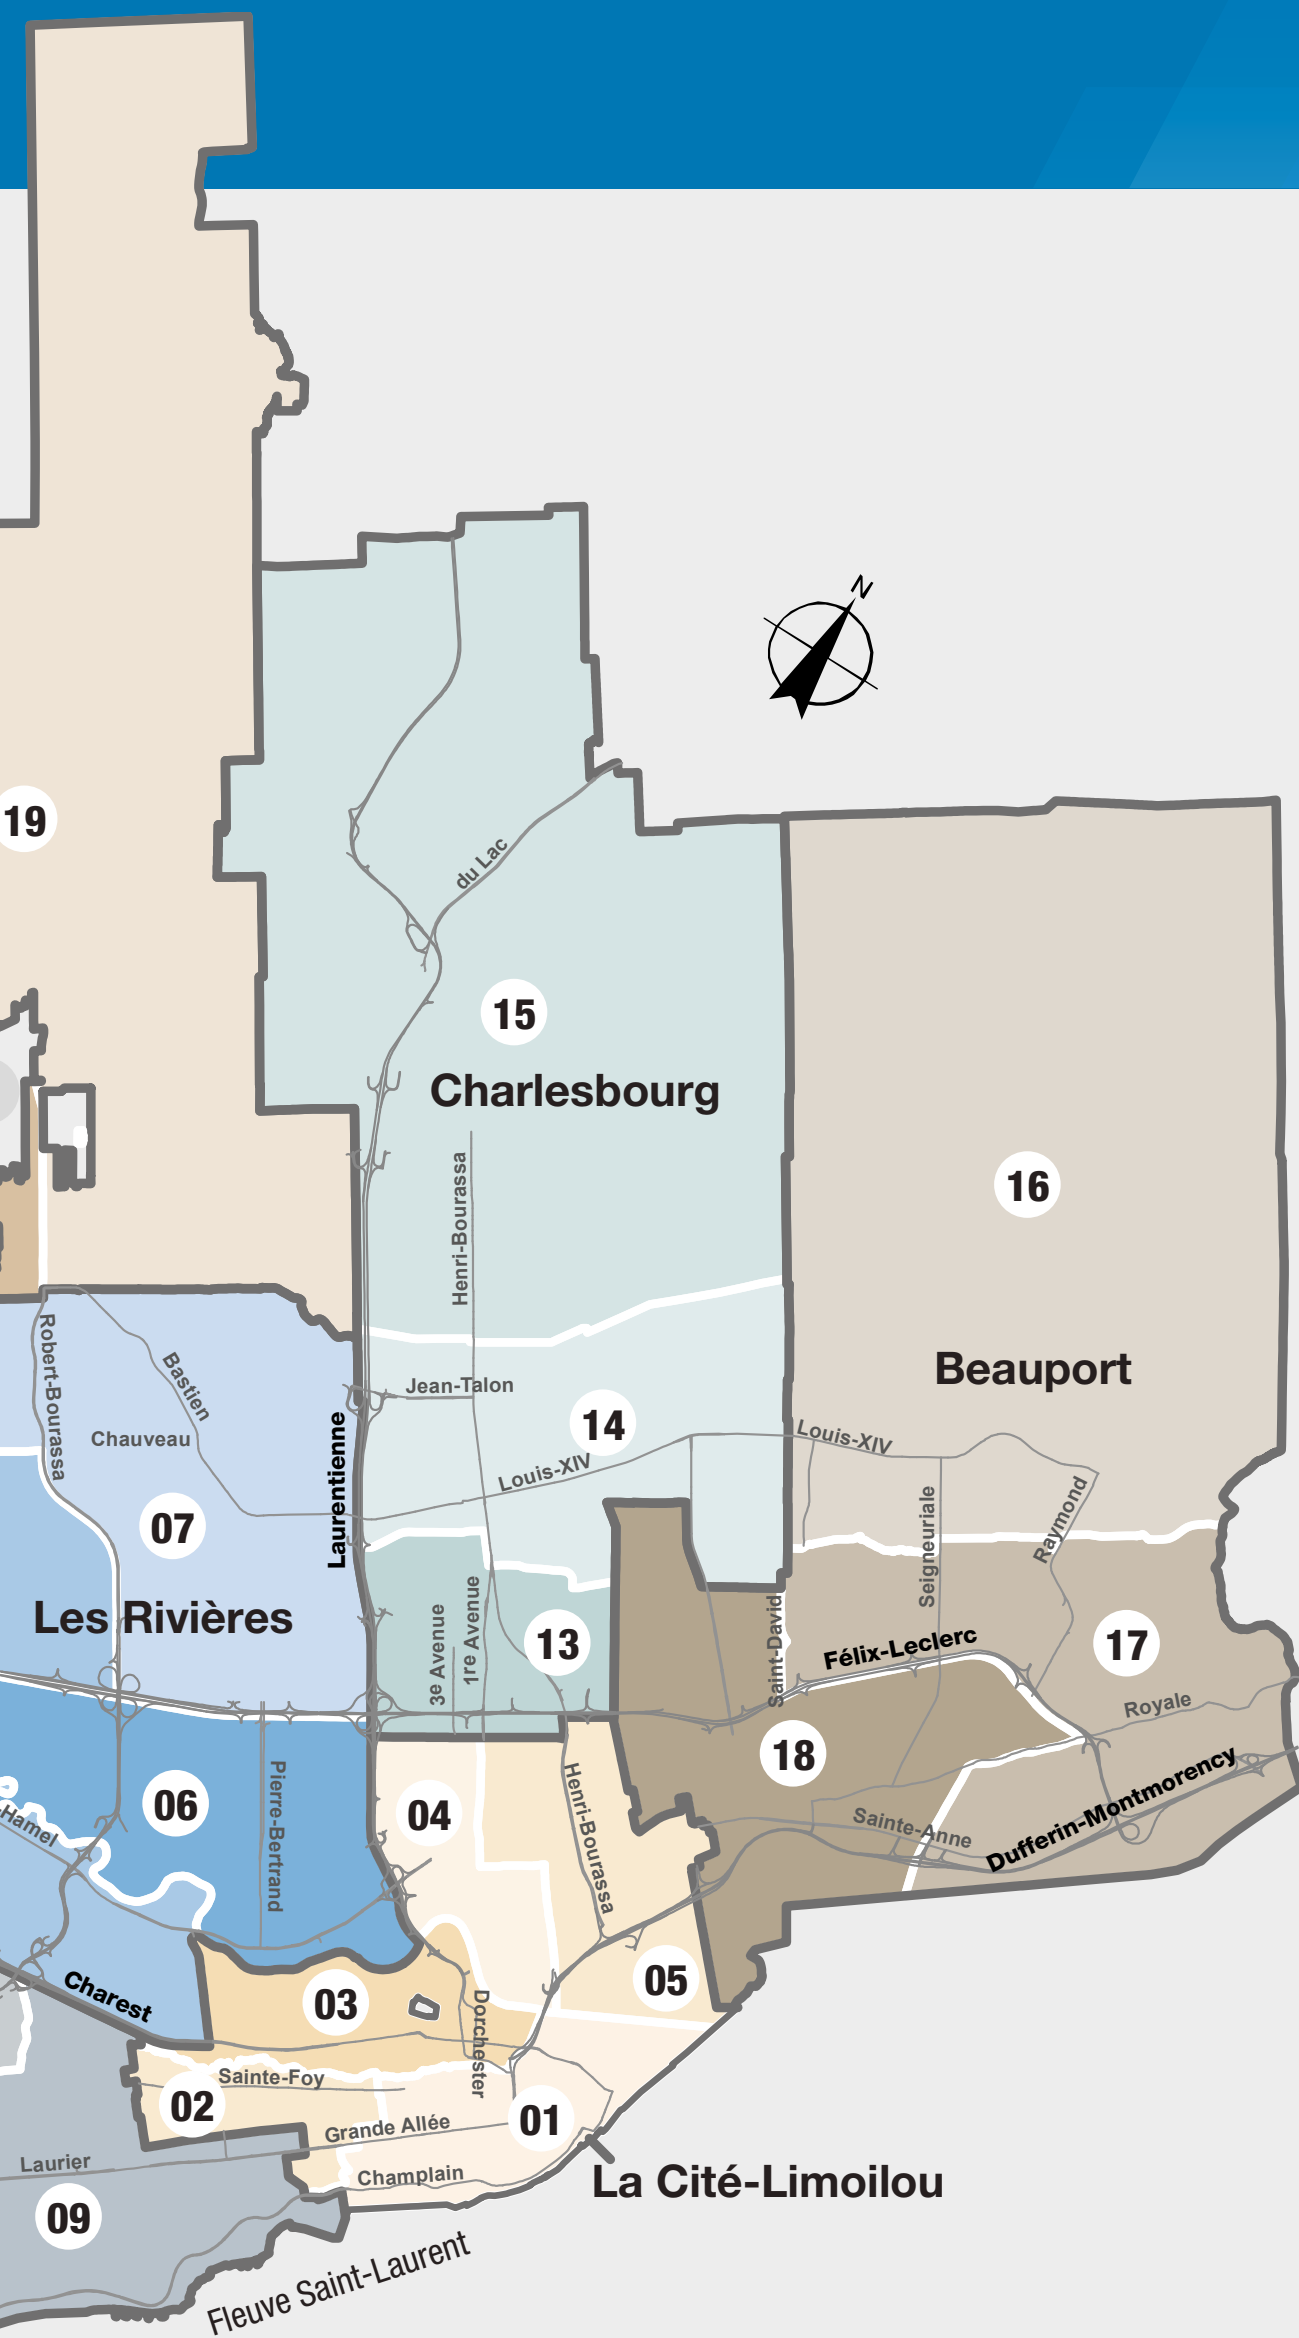 N
19
du Lac
15
Charlesbourg
Henri-Bourassa
16
Robert-Bourassa
Bastien
Chauveau
Laurentienne
Jean-Talon
14
Louis-XIV
Louis-XIV
Beauport
Seigneuriale
Raymond
07
Les Rivières
3e Avenue
1re Avenue
13
Saint-David
Félix-Leclerc
17
Royale
18
06
Pierre-Bertrand
-Hamel
04
Henri-Bourassa
Sainte-Anne
Dufferin-Montmorency
Charest
03
Dorchester
05
Sainte-Foy
02
Grande Allée
01
Laurier
Champlain
La Cité-Limoilou
09
Fleuve Saint-Laurent